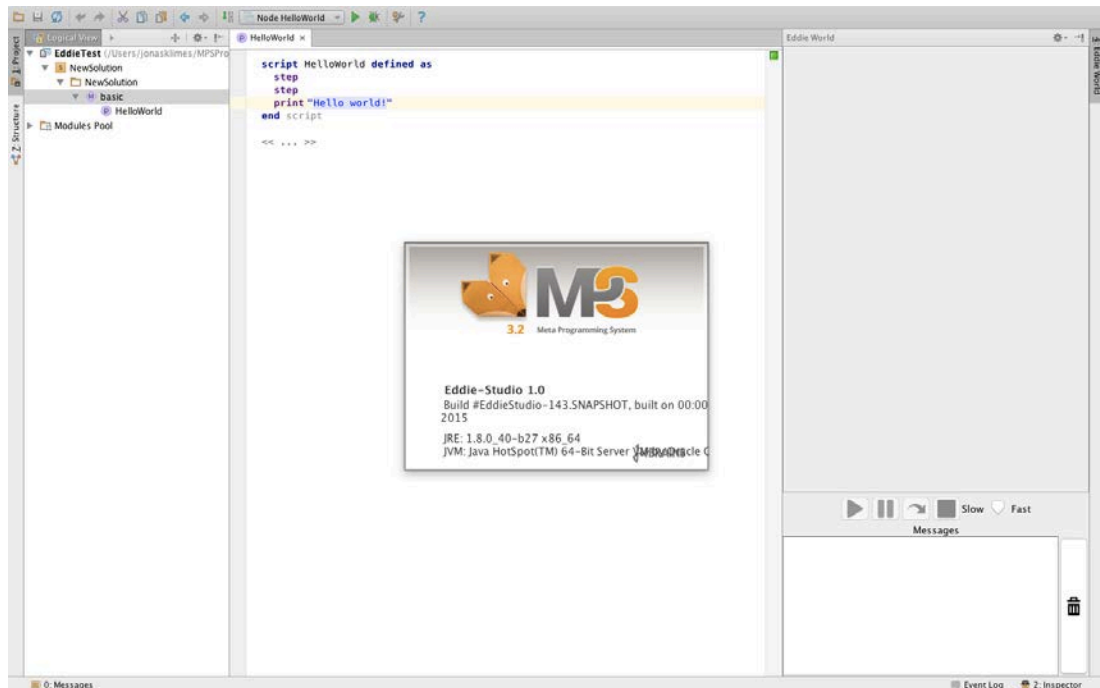 Node HelloWorld
1: Project
Logical View
HelloWorld
Eddie World
EddieTest (/Users/jonasklimes/MPSPro
NewSolution
NewSolution
basic
HelloWorld
Modules Pool
Z: Structure
script HelloWorld defined as
step
step
print "Hello world!"
end script
<< ... >>
Eddie World
MPS
3.2 Meta Programming System
Eddie-Studio 1.0
Build #EddieStudio-143.SNAPSHOT, built on 00:00
2015
JRE: 1.8.0_40-b27 x86_64
JVM: Java HotSpot(TM) 64-Bit Server
Slow Fast
Messages
0: Messages
Event Log 2: Inspector